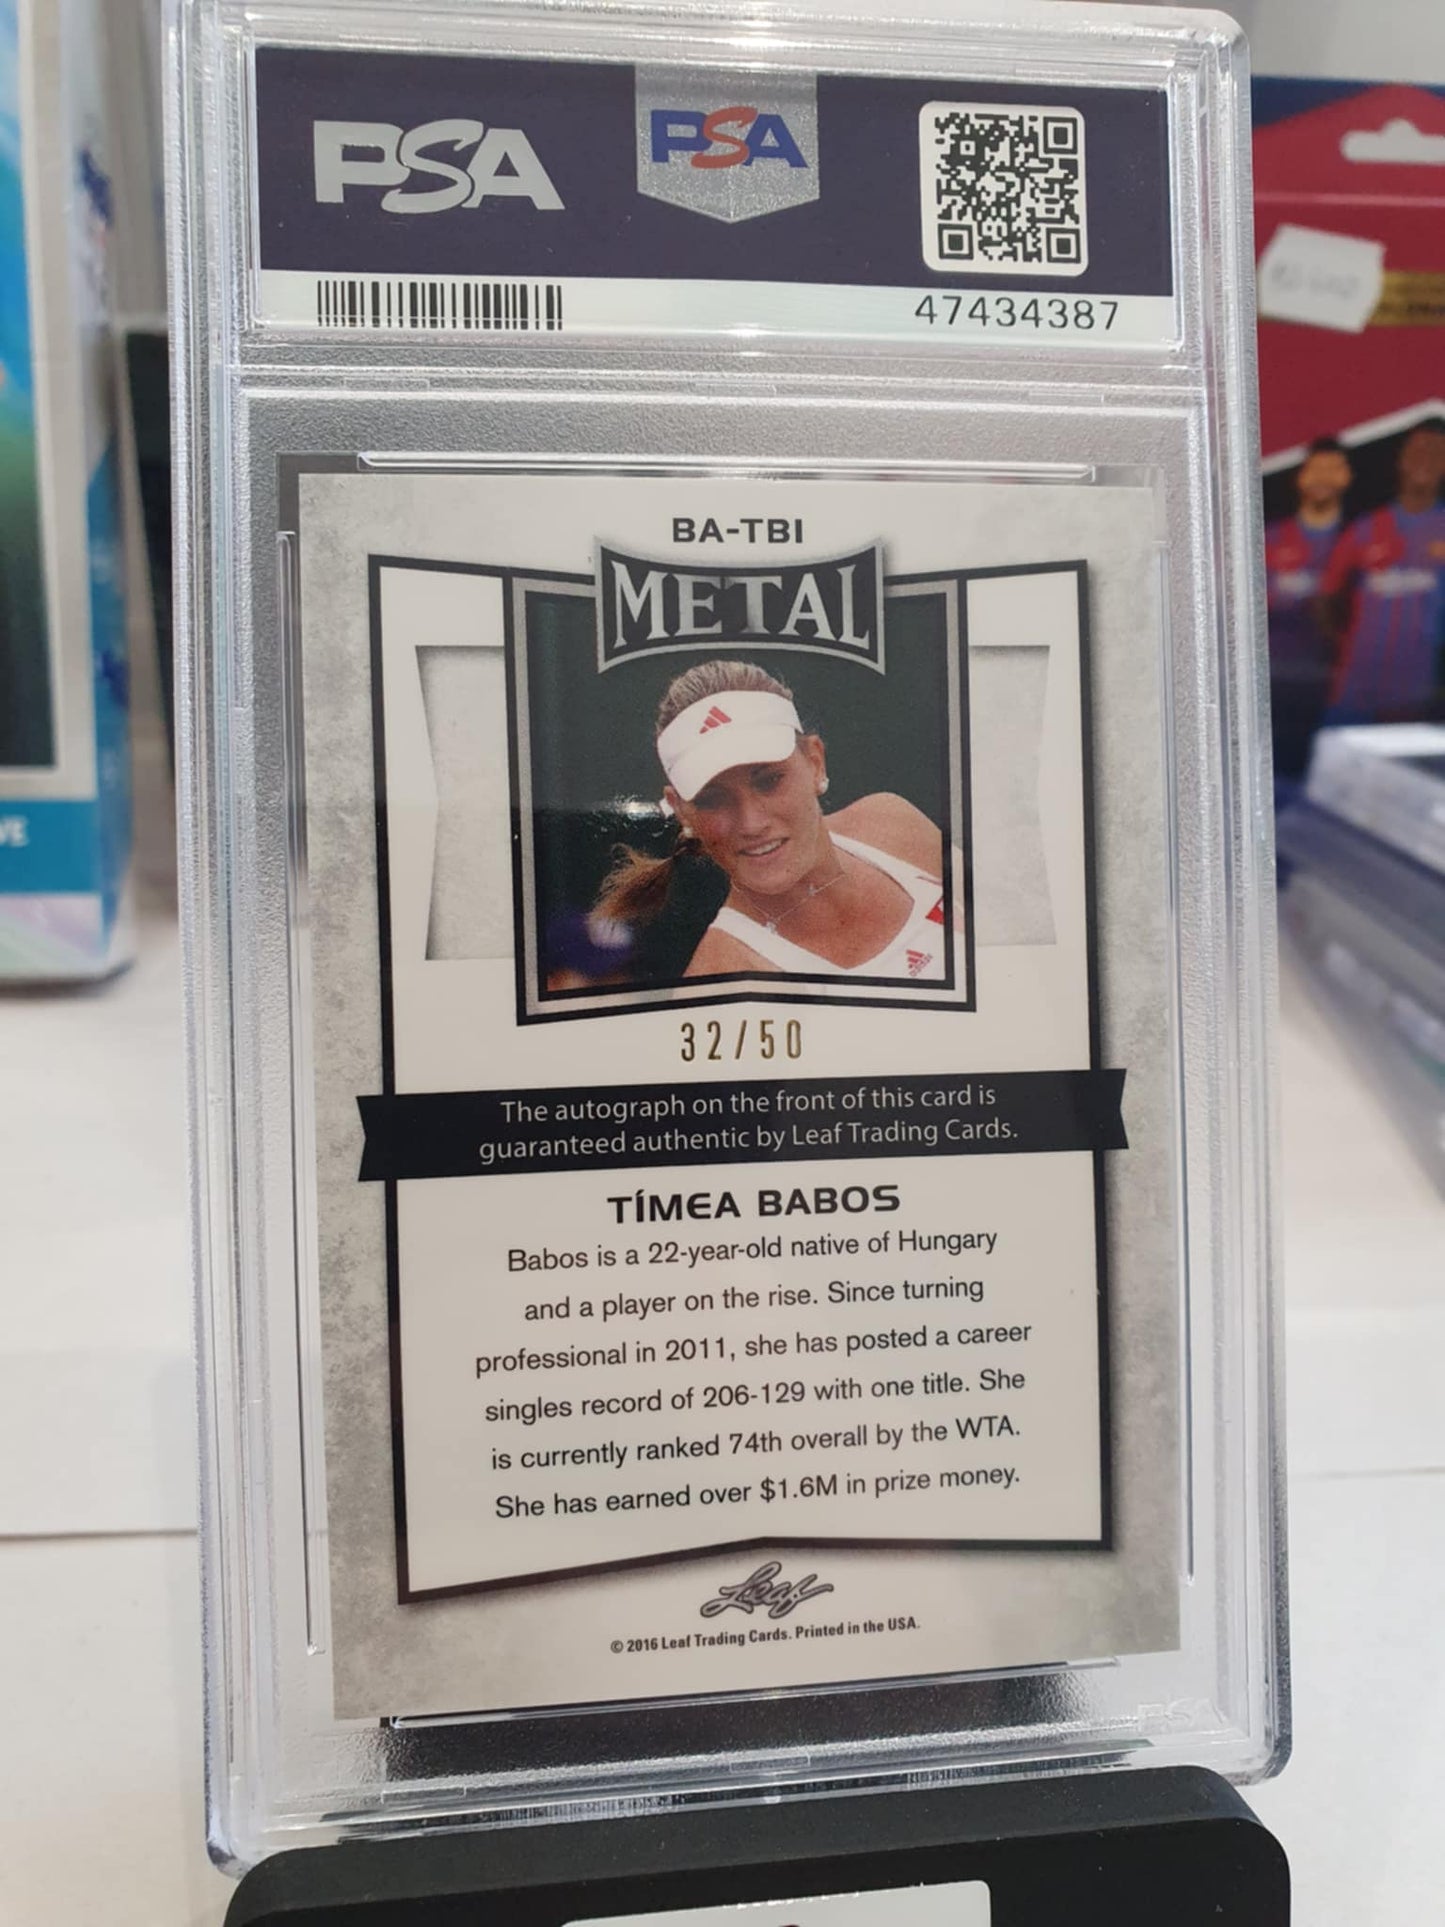 PSA
PSA
47434387
BA-TBI
METAL
32/50
The autograph on the front of this card is
guaranteed authentic by Leaf Trading Cards.
TÍMEA BABOS
Babos is a 22-year-old native of Hungary
and a player on the rise. Since turning
professional in 2011, she has posted a career
singles record of 206-129 with one title. She
is currently ranked 74th overall by the WTA.
She has earned over $1.6M in prize money.
Leaf
© 2016 Leaf Trading Cards. Printed in the USA.
PSA